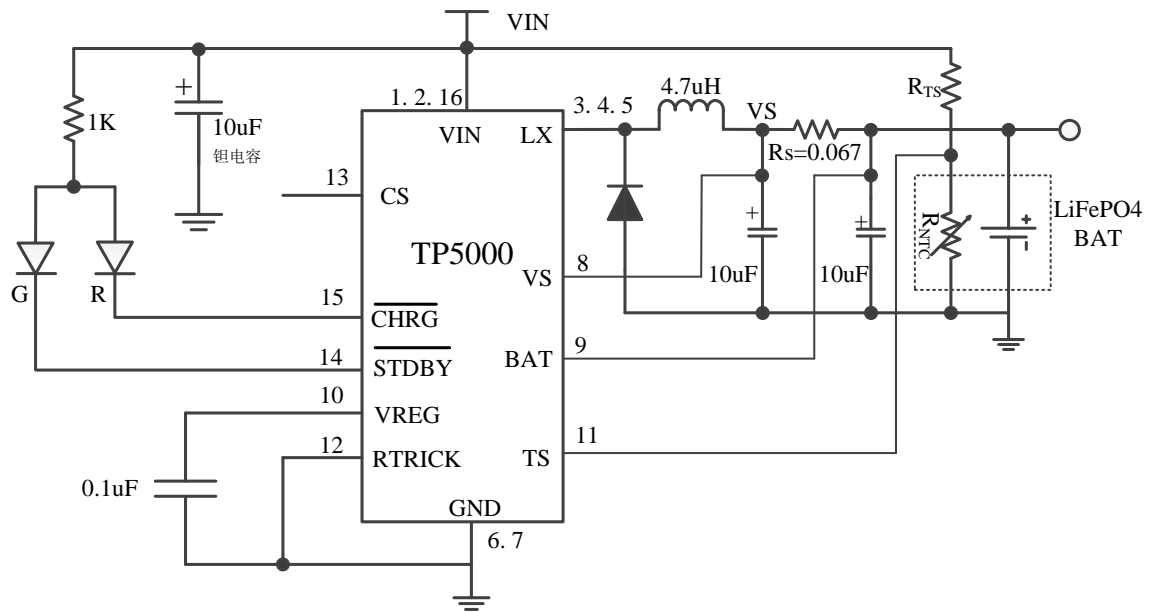 VIN
1K
+
10uF
钽电容
1. 2. 16
VIN
3. 4. 5
LX
4.7uH
VS
Rs=0.067
RTS
13
CS
TP5000
8
VS
+
10uF
+
10uF
RNTC
+
-
LiFePO4
BAT
G
R
15
CHRG
14
STDBY
9
BAT
10
VREG
12
RTRICK
11
TS
0.1uF
GND
6. 7